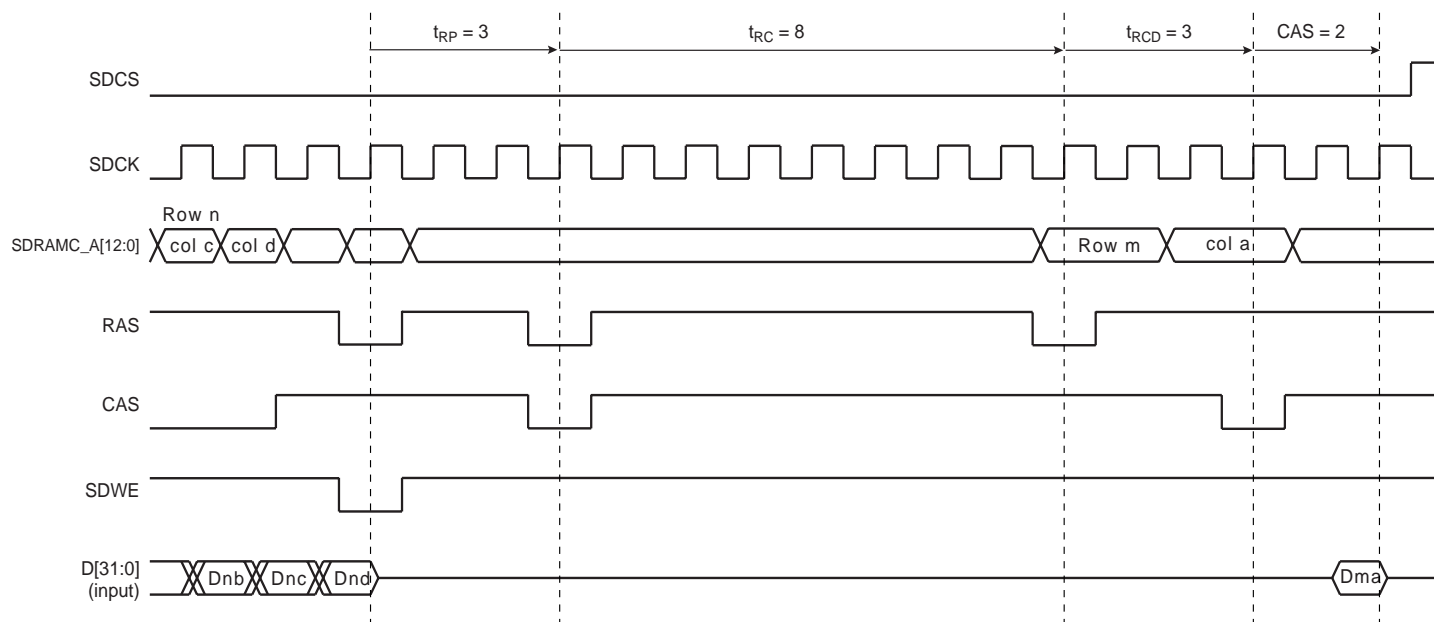 tRP = 3 tRC = 8 tRCD = 3 CAS = 2
SDCS
SDCK
Row n
SDRAMC_A[12:0] col c col d Row m col a
RAS
CAS
SDWE
D[31:0] Dnb Dnc Dnd Dma
(input)